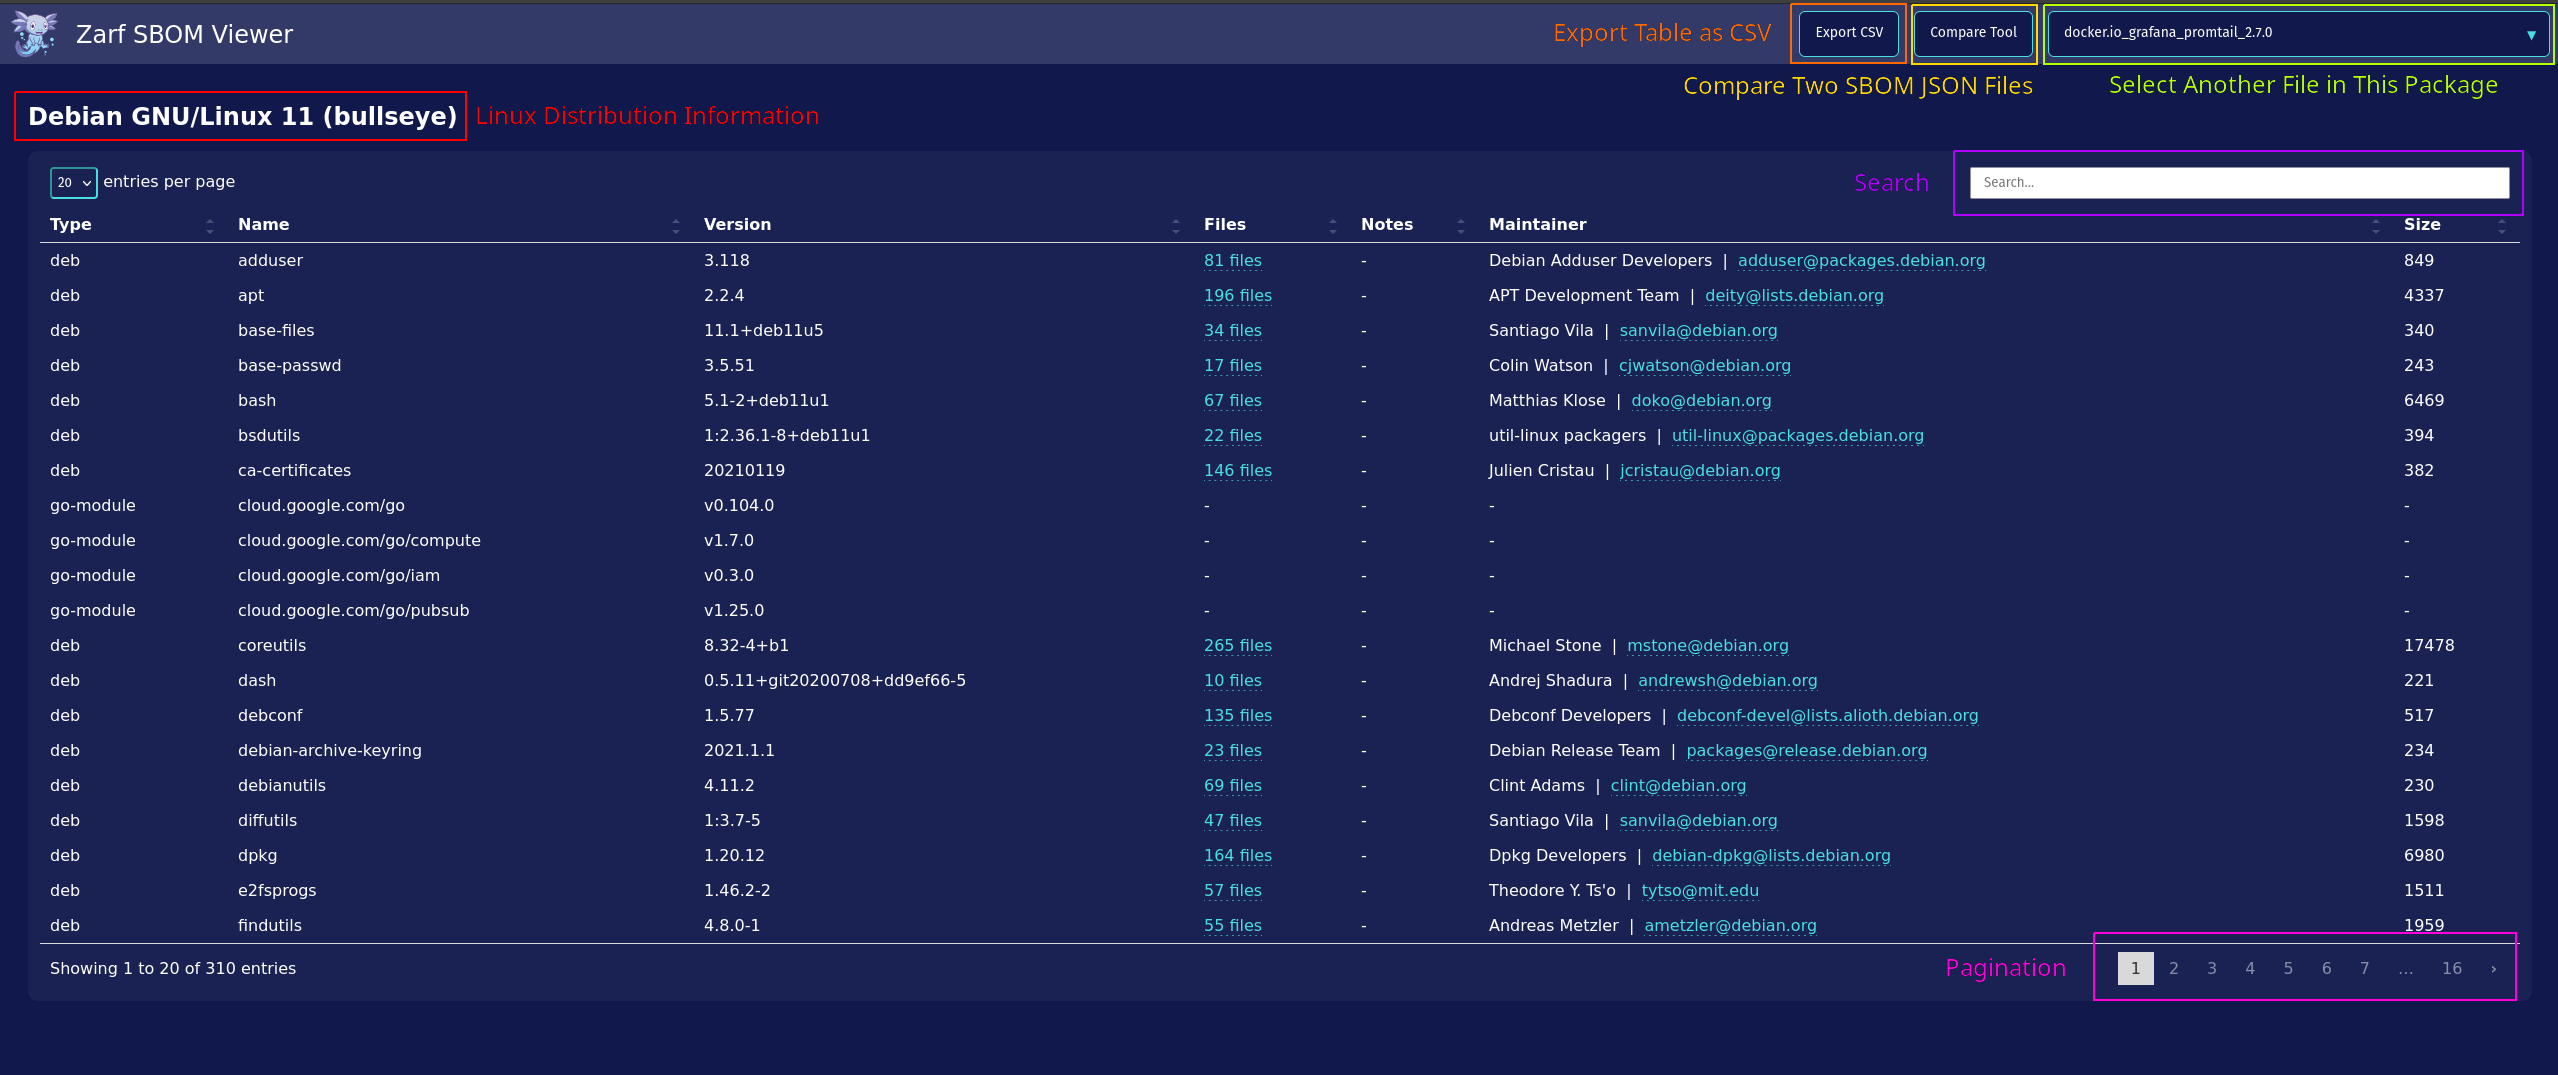 Zarf SBOM Viewer Export Table as CSV Export CSV Compare Tool docker.io_grafana_promtail_2.7.0 ▼
Compare Two SBOM JSON Files Select Another File in This Package
Debian GNU/Linux 11 (bullseye) Linux Distribution Information
20 entries per page Search Search...
Type Name Version Files Notes Maintainer Size
deb adduser 3.118 81 files - Debian Adduser Developers | adduser@packages.debian.org 849
deb apt 2.2.4 196 files - APT Development Team | deity@lists.debian.org 4337
deb base-files 11.1+deb11u5 34 files - Santiago Vila | sanvila@debian.org 340
deb base-passwd 3.5.51 17 files - Colin Watson | cjwatson@debian.org 243
deb bash 5.1-2+deb11u1 67 files - Matthias Klose | doko@debian.org 6469
deb bsdutils 1:2.36.1-8+deb11u1 22 files - util-linux packagers | util-linux@packages.debian.org 394
deb ca-certificates 20210119 146 files - Julien Cristau | jcristau@debian.org 382
go-module cloud.google.com/go v0.104.0 - - - -
go-module cloud.google.com/go/compute v1.7.0 - - - -
go-module cloud.google.com/go/iam v0.3.0 - - - -
go-module cloud.google.com/go/pubsub v1.25.0 - - - -
deb coreutils 8.32-4+b1 265 files - Michael Stone | mstone@debian.org 17478
deb dash 0.5.11+git20200708+dd9ef66-5 10 files - Andrej Shadura | andrewsh@debian.org 221
deb debconf 1.5.77 135 files - Debconf Developers | debconf-devel@lists.alioth.debian.org 517
deb debian-archive-keyring 2021.1.1 23 files - Debian Release Team | packages@release.debian.org 234
deb debianutils 4.11.2 69 files - Clint Adams | clint@debian.org 230
deb diffutils 1:3.7-5 47 files - Santiago Vila | sanvila@debian.org 1598
deb dpkg 1.20.12 164 files - Dpkg Developers | debian-dpkg@lists.debian.org 6980
deb e2fsprogs 1.46.2-2 57 files - Theodore Y. Ts'o | tytso@mit.edu 1511
deb findutils 4.8.0-1 55 files - Andreas Metzler | ametzler@debian.org 1959
Showing 1 to 20 of 310 entries Pagination 1 2 3 4 5 6 7 ... 16 ›